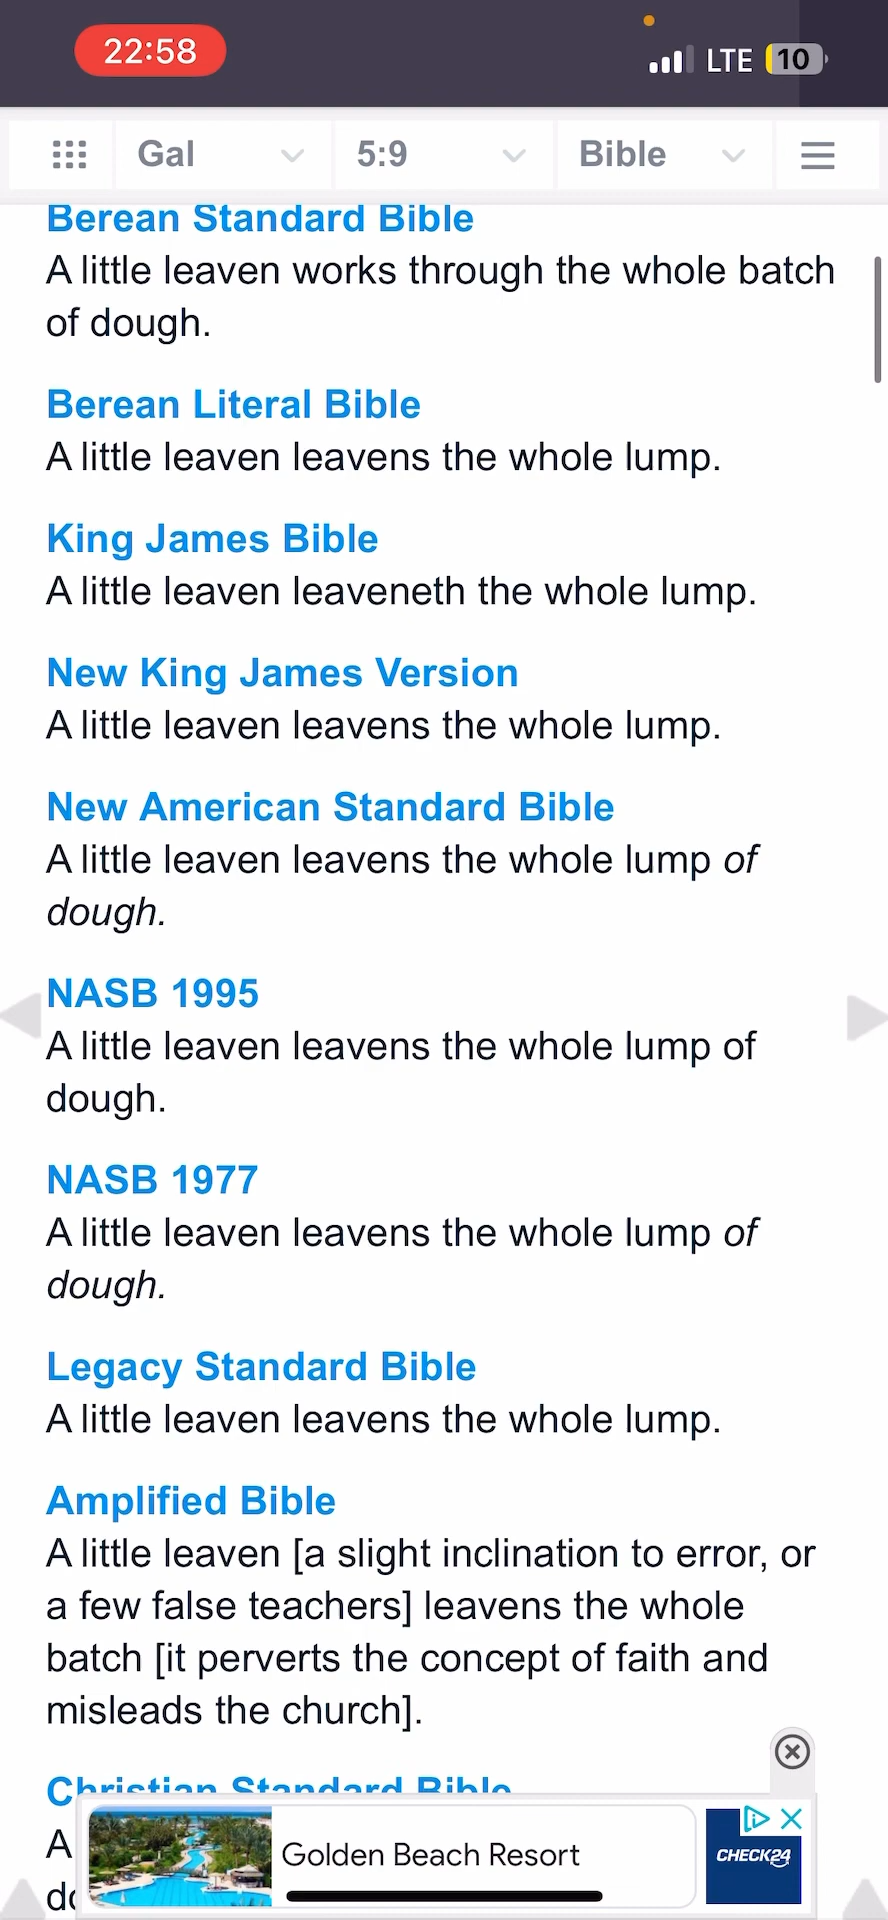 22:58
LTE 10
Gal 5:9 Bible
Berean Standard Bible
A little leaven works through the whole batch
of dough.
Berean Literal Bible
A little leaven leavens the whole lump.
King James Bible
A little leaven leaveneth the whole lump.
New King James Version
A little leaven leavens the whole lump.
New American Standard Bible
A little leaven leavens the whole lump of
dough.
NASB 1995
A little leaven leavens the whole lump of
dough.
NASB 1977
A little leaven leavens the whole lump of
dough.
Legacy Standard Bible
A little leaven leavens the whole lump.
Amplified Bible
A little leaven [a slight inclination to error, or
a few false teachers] leavens the whole
batch [it perverts the concept of faith and
misleads the church].
Christian Standard Bible
A
Golden Beach Resort
CHECK24